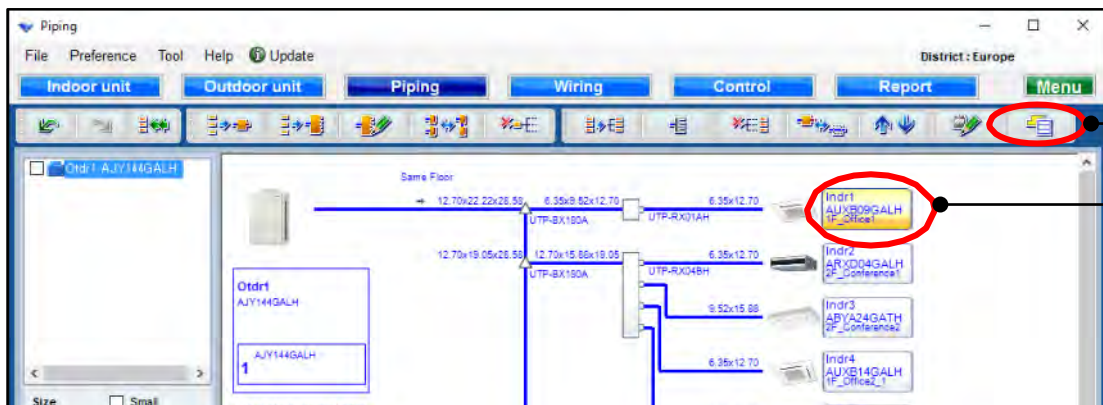 Piping
File Preference Tool Help Update District : Europe
Indoor unit Outdoor unit Piping Wiring Control Report Menu
Otdr1 AJY144GALH
Same Floor
12.70x22.22x28.58 6.35x9.52x12.70 6.35x12.70
UTP-BX180A UTP-RX01AH
Indr1
AUXB09GALH
1F_Office1
12.70x19.05x28.58 12.70x15.88x19.05 6.35x12.70
UTP-BX180A UTP-RX04BH
Indr2
ARXD04GALH
2F_Conference1
Otdr1
AJY144GALH
9.52x15.88
Indr3
ABYA24GATH
2F_Conference2
AJY144GALH
1
6.35x12.70
Indr4
AUXB14GALH
1F_Office2_1
Size Small